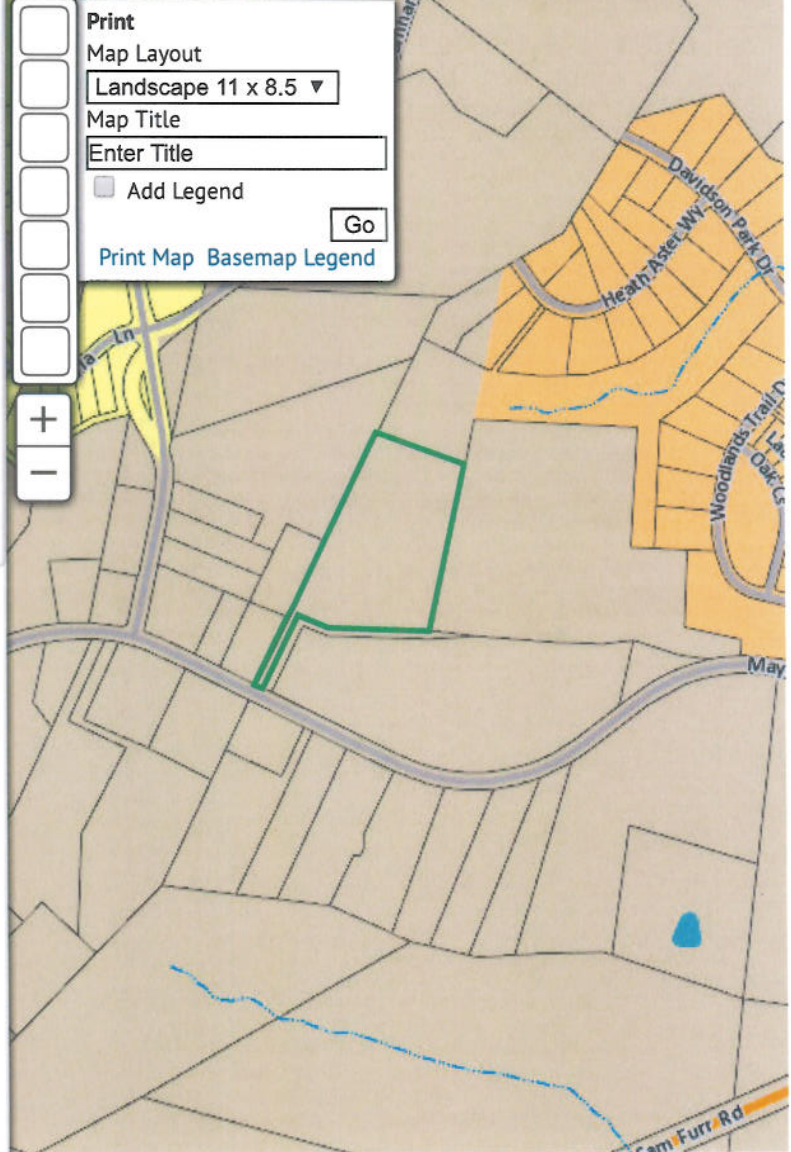 Print
Map Layout
Landscape 11 x 8.5 ▼
Map Title
Enter Title
Add Legend
Go
Print Map Basemap Legend
+
−
Ln
Davidson Park Dr
Heath Aster Wy
Woodlands Trail D
Oak Cs
May
Sam Furr Rd